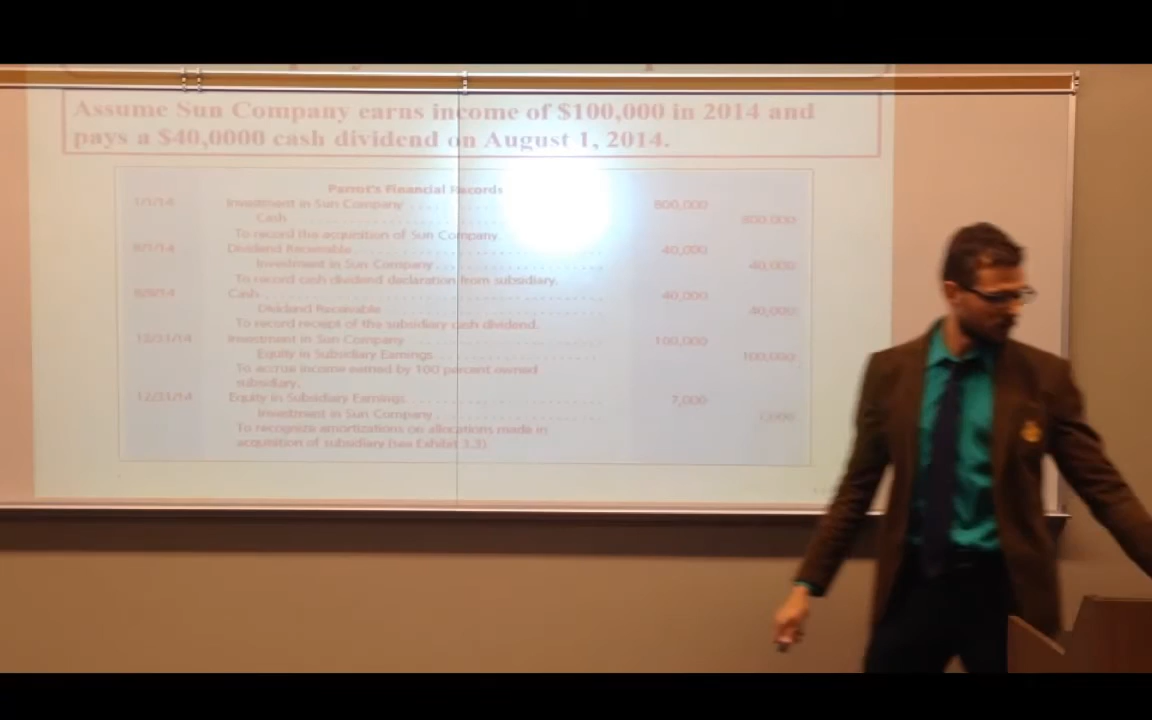 Assume Sun Company earns income of $100,000 in 2014 and
pays a $40,0000 cash dividend on August 1, 2014.
Parrot's Financial Records
1/1/14 Investment in Sun Company 800,000
Cash 800,000
To record the acquisition of Sun Company.
8/1/14 Dividend Receivable 40,000
Investment in Sun Company 40,000
To record cash dividend declaration from subsidiary.
8/8/14 Cash 40,000
Dividend Receivable 40,000
To record receipt of the subsidiary cash dividend.
12/31/14 Investment in Sun Company 100,000
Equity in Subsidiary Earnings 100,000
To accrue income earned by 100 percent owned
subsidiary.
12/31/14 Equity in Subsidiary Earnings 7,000
Investment in Sun Company 7,000
To recognize amortizations on allocations made in
acquisition of subsidiary (see Exhibit 3.3)